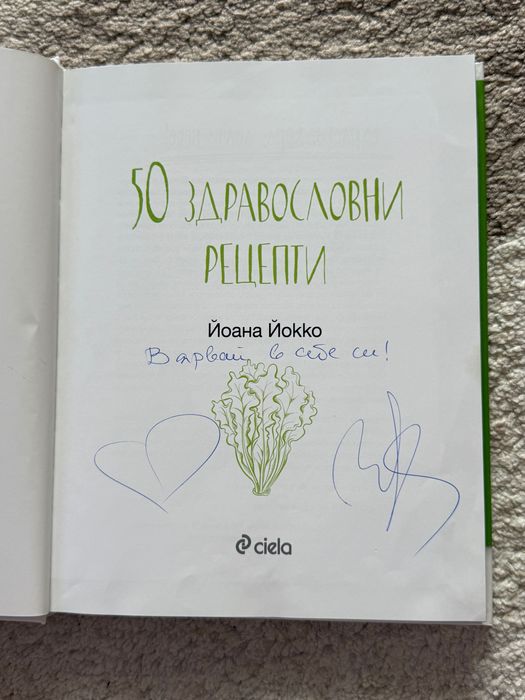 50 ЗДРАВОСЛОВНИ
РЕЦЕПТИ
Йоана Йокко
Вярвай в себе си!
ciela